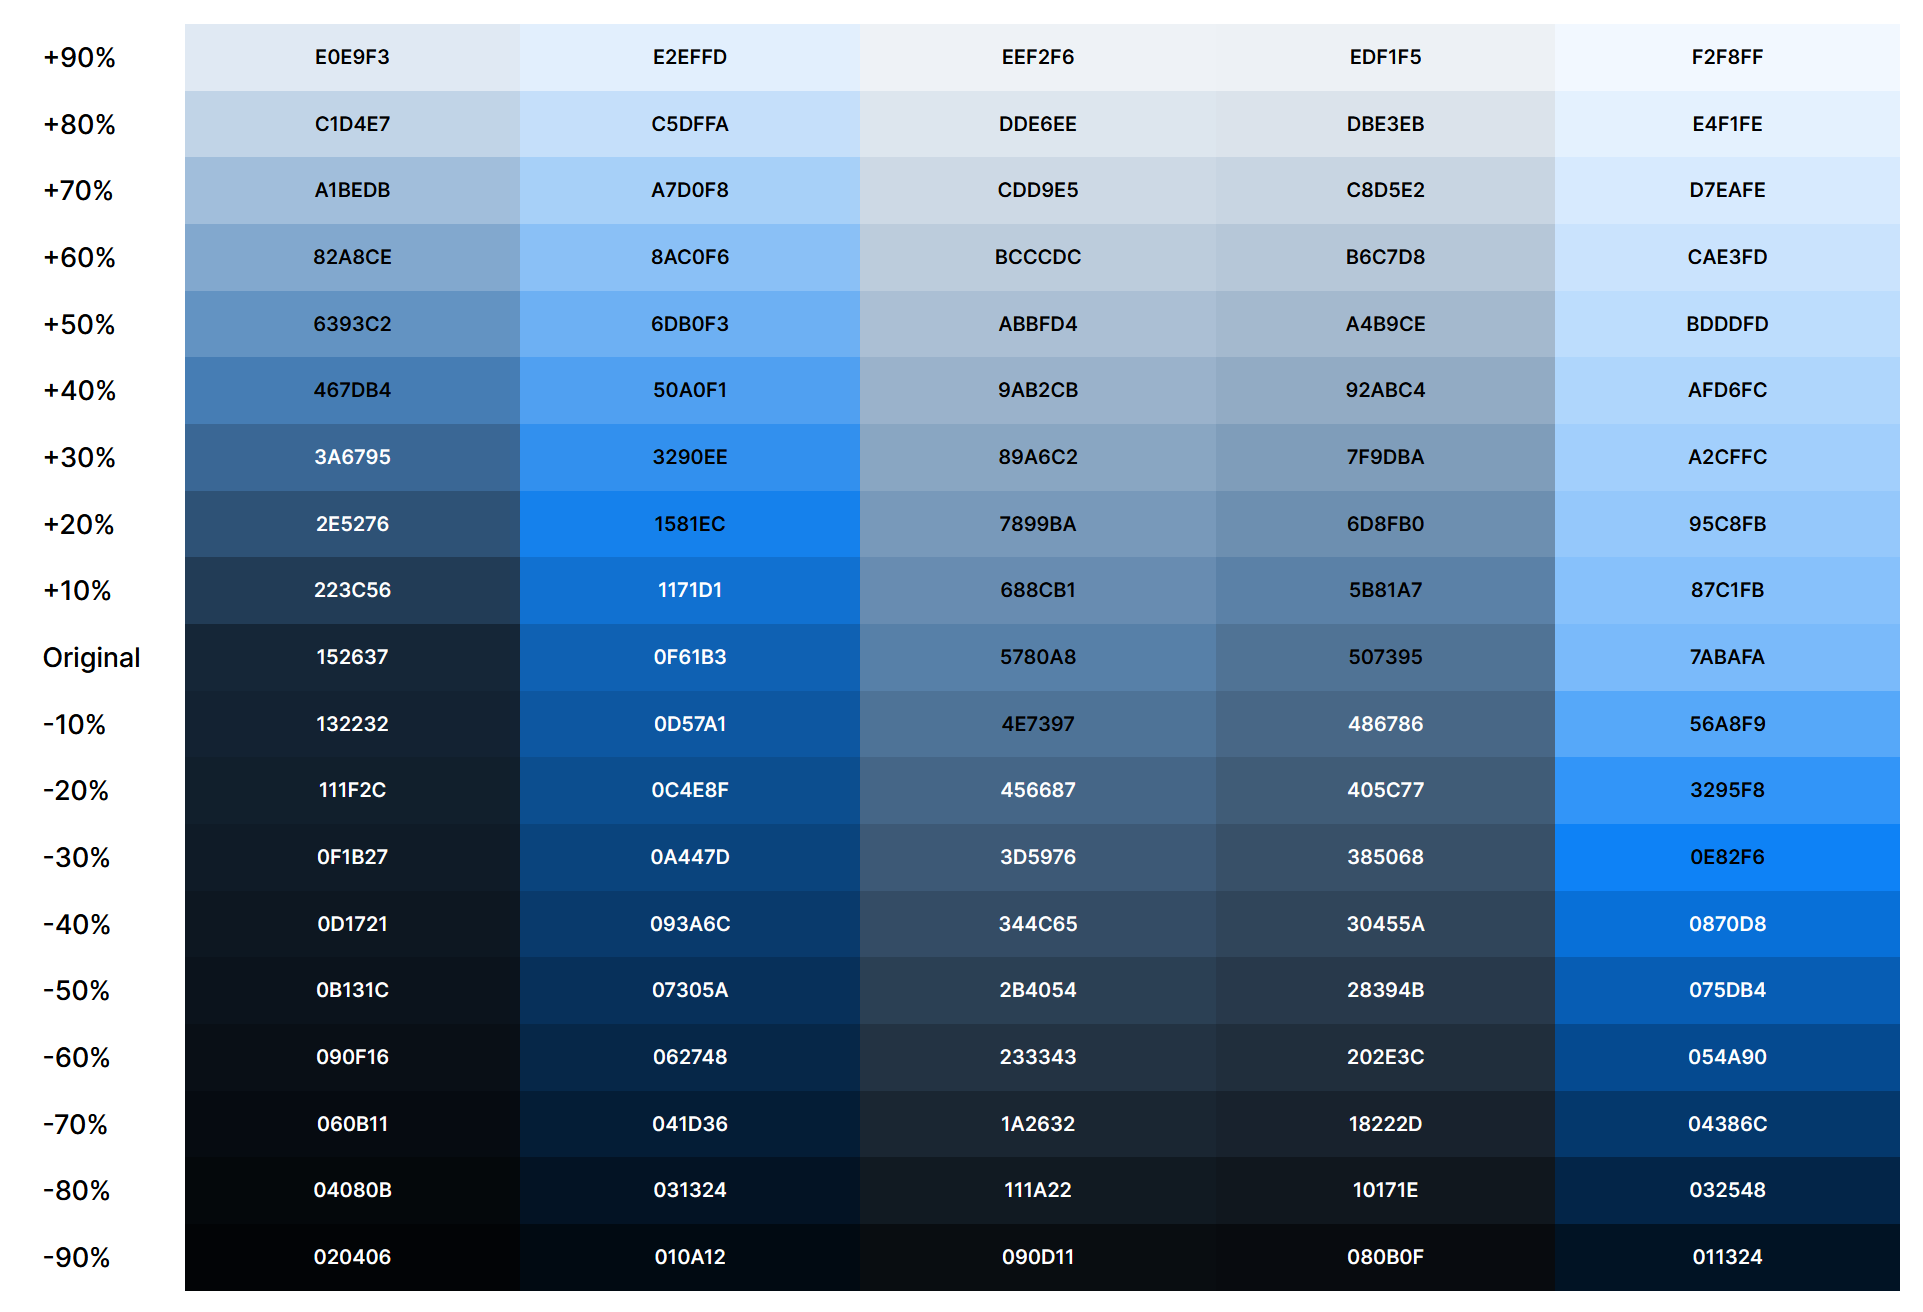 +90% E0E9F3 E2EFFD EEF2F6 EDF1F5 F2F8FF
+80% C1D4E7 C5DFFA DDE6EE DBE3EB E4F1FE
+70% A1BEDB A7D0F8 CDD9E5 C8D5E2 D7EAFE
+60% 82A8CE 8AC0F6 BCCCDC B6C7D8 CAE3FD
+50% 6393C2 6DB0F3 ABBFD4 A4B9CE BDDDFD
+40% 467DB4 50A0F1 9AB2CB 92ABC4 AFD6FC
+30% 3A6795 3290EE 89A6C2 7F9DBA A2CFFC
+20% 2E5276 1581EC 7899BA 6D8FB0 95C8FB
+10% 223C56 1171D1 688CB1 5B81A7 87C1FB
Original 152637 0F61B3 5780A8 507395 7ABAFA
-10% 132232 0D57A1 4E7397 486786 56A8F9
-20% 111F2C 0C4E8F 456687 405C77 3295F8
-30% 0F1B27 0A447D 3D5976 385068 0E82F6
-40% 0D1721 093A6C 344C65 30455A 0870D8
-50% 0B131C 07305A 2B4054 28394B 075DB4
-60% 090F16 062748 233343 202E3C 054A90
-70% 060B11 041D36 1A2632 18222D 04386C
-80% 04080B 031324 111A22 10171E 032548
-90% 020406 010A12 090D11 080B0F 011324